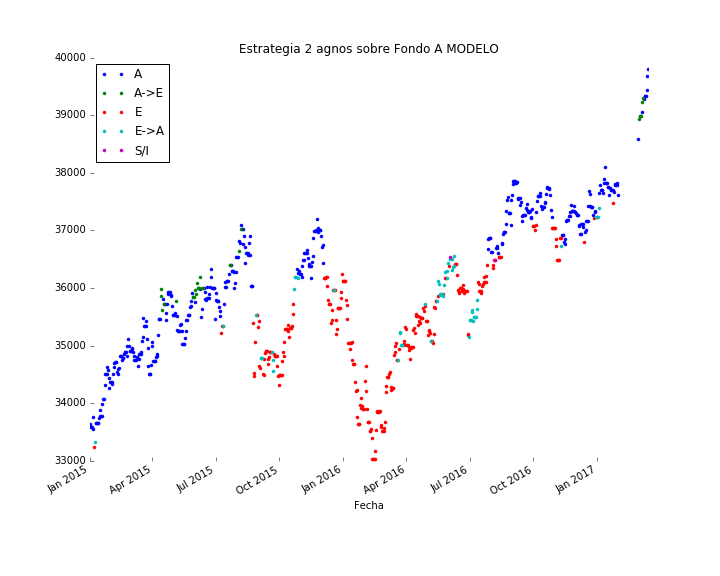 Estrategia 2 agnos sobre Fondo A MODELO
40000
39000
38000
37000
36000
35000
34000
33000
A
A->E
E
E->A
S/I
Jan 2015
Apr 2015
Jul 2015
Oct 2015
Jan 2016
Apr 2016
Jul 2016
Oct 2016
Jan 2017
Fecha